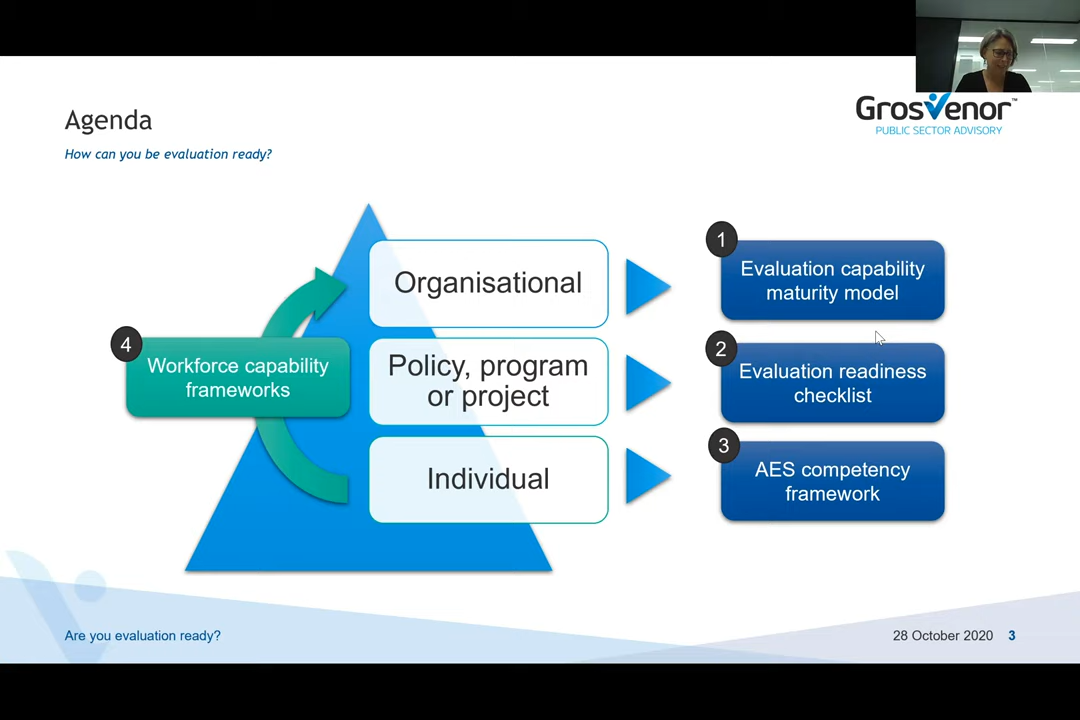 Agenda
How can you be evaluation ready?
Grosvenor™
PUBLIC SECTOR ADVISORY
1
Organisational
Evaluation capability
maturity model
4
Workforce capability
frameworks
2
Policy, program
or project
Evaluation readiness
checklist
3
Individual
AES competency
framework
Are you evaluation ready?
28 October 2020 3